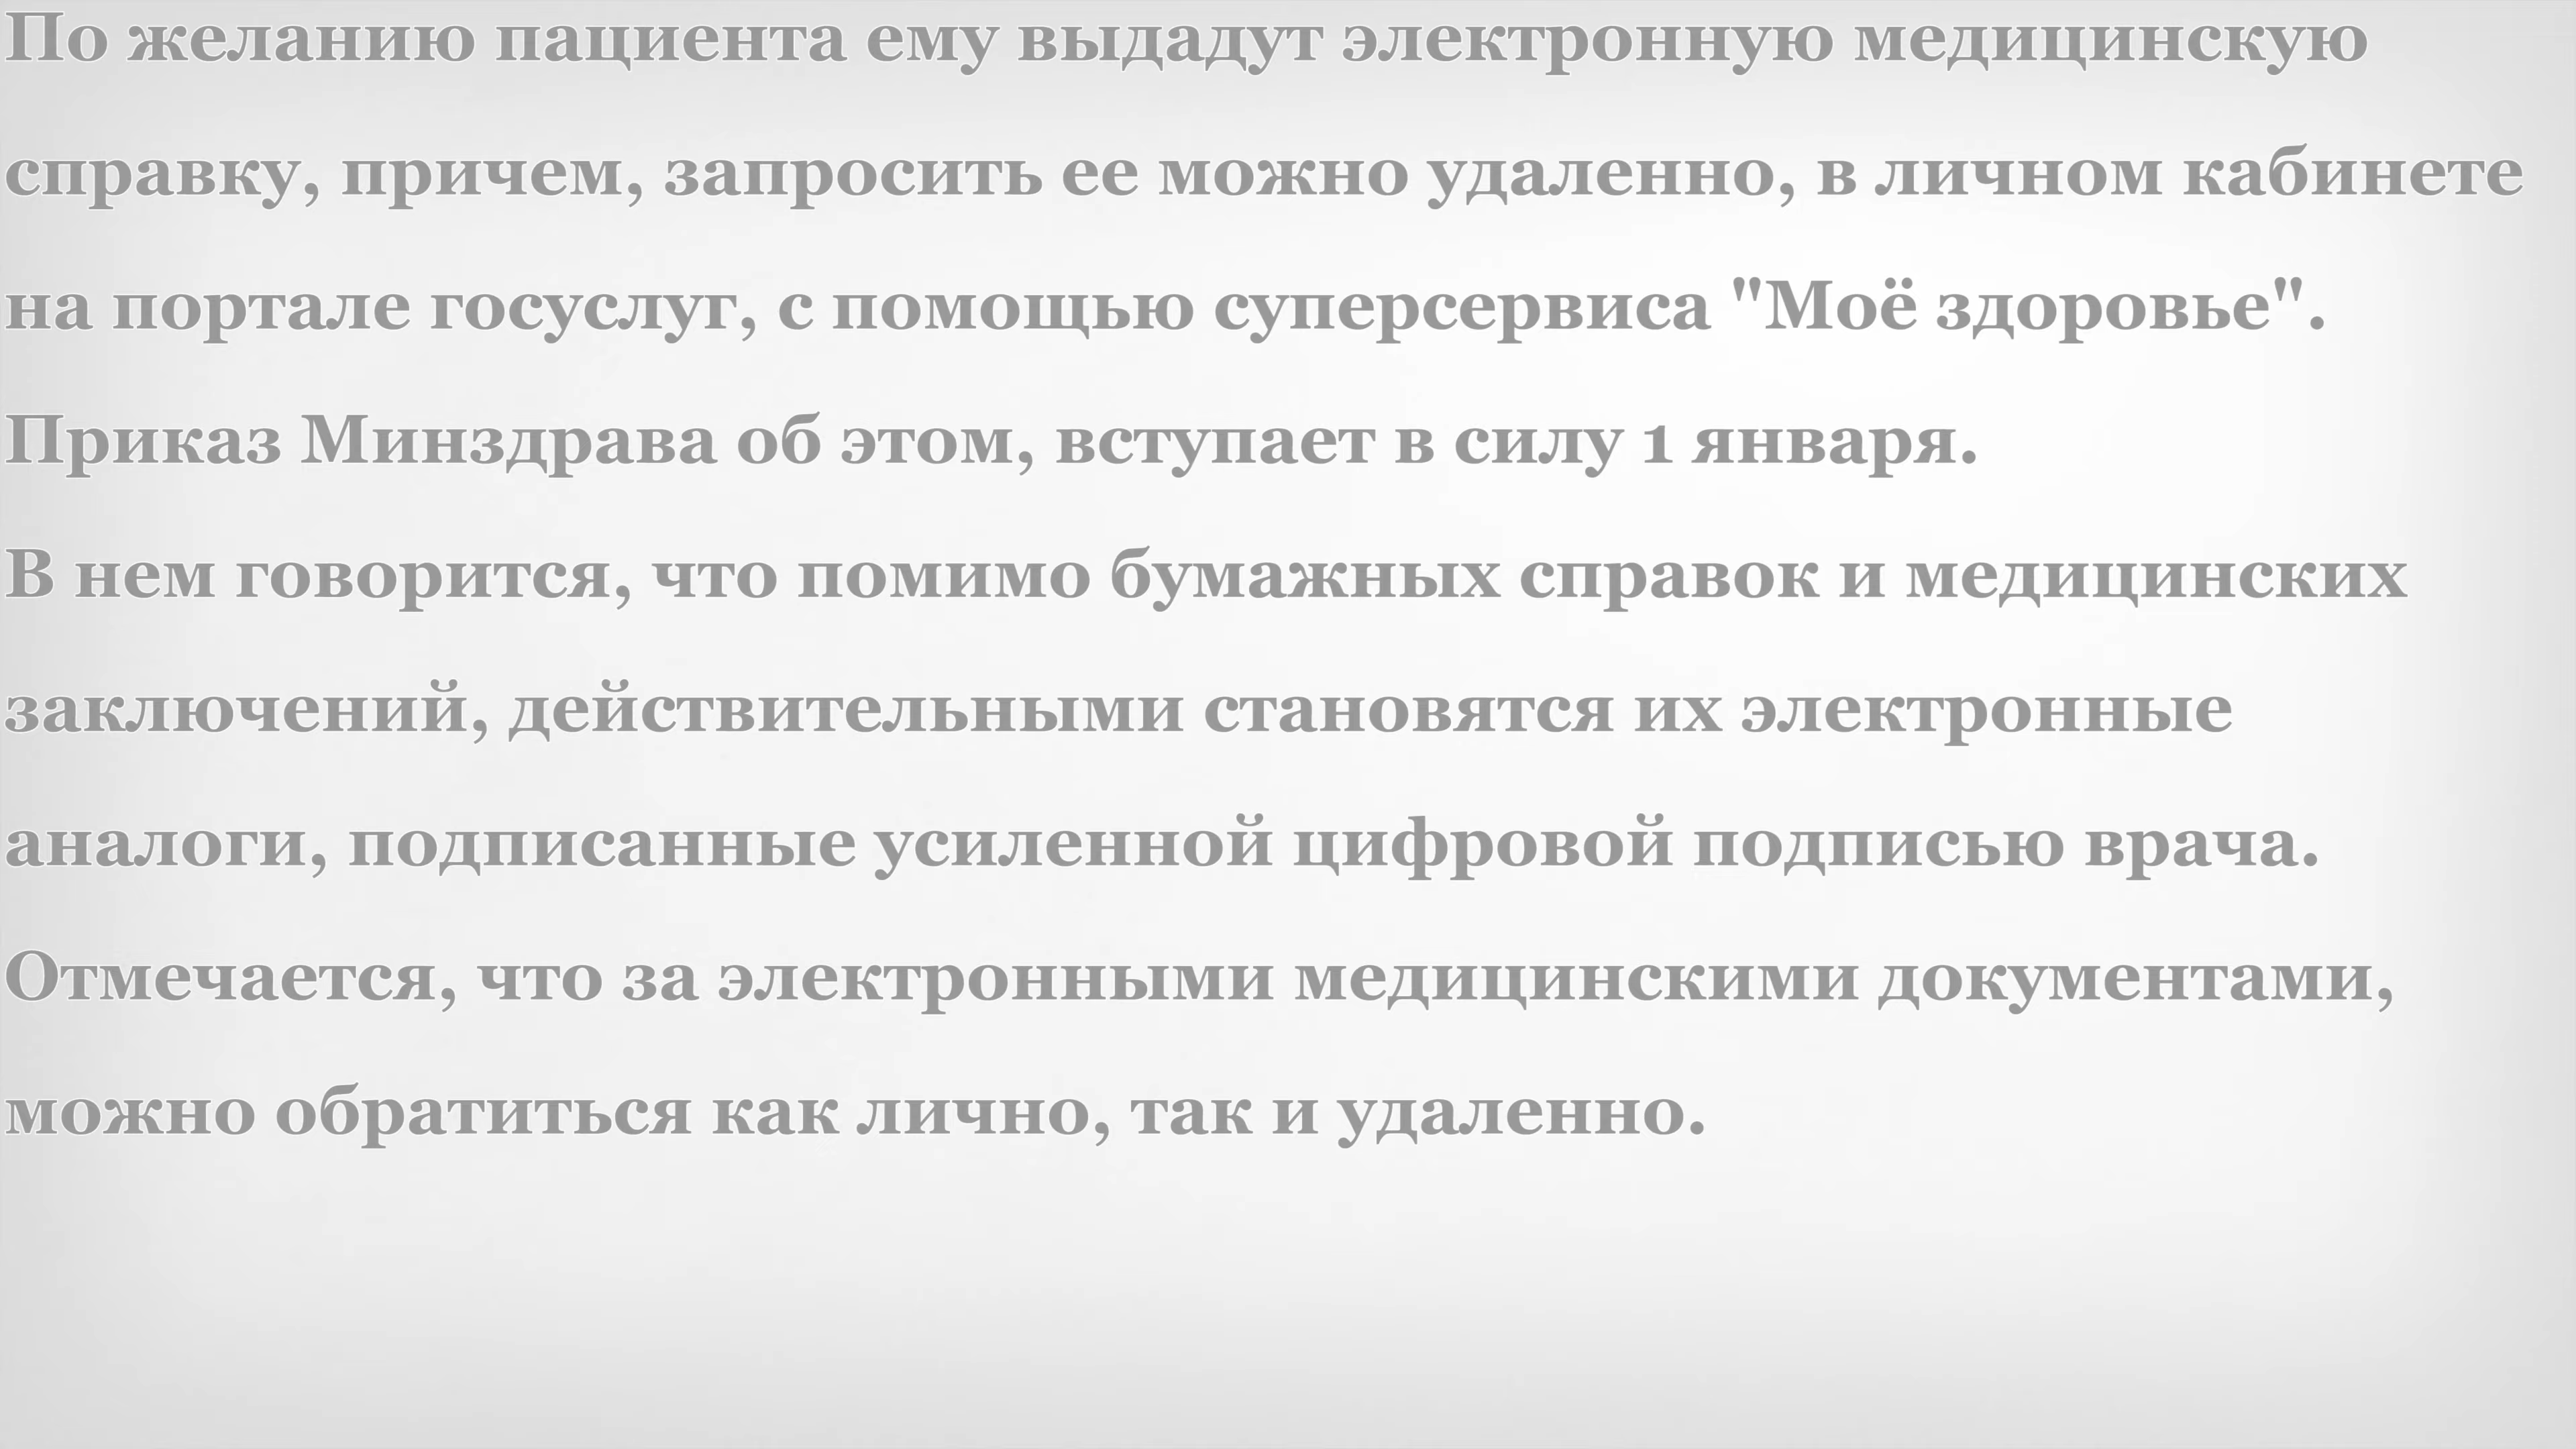 По желанию пациента ему выдадут электронную медицинскую
справку, причем, запросить ее можно удаленно, в личном кабинете
на портале госуслуг, с помощью суперсервиса "Моё здоровье".
Приказ Минздрава об этом, вступает в силу 1 января.
В нем говорится, что помимо бумажных справок и медицинских
заключений, действительными становятся их электронные
аналоги, подписанные усиленной цифровой подписью врача.
Отмечается, что за электронными медицинскими документами,
можно обратиться как лично, так и удаленно.